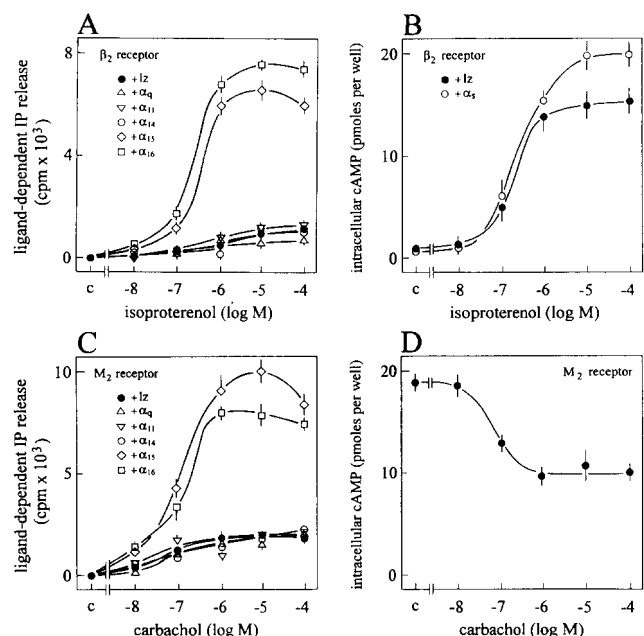 A
ligand-dependent IP release
(cpm x 10³)
8
4
0
β₂ receptor
+ lz
+ αq
+ α₁₁
+ α₁₄
+ α₁₅
+ α₁₆
c -8 -7 -6 -5 -4
isoproterenol (log M)
B
intracellular cAMP (pmoles per well)
20
10
0
β₂ receptor
+ lz
+ αs
c -8 -7 -6 -5 -4
isoproterenol (log M)
C
ligand-dependent IP release
(cpm x 10³)
10
5
0
M₂ receptor
+ lz
+ αq
+ α₁₁
+ α₁₄
+ α₁₅
+ α₁₆
c -8 -7 -6 -5 -4
carbachol (log M)
D
intracellular cAMP (pmoles per well)
20
10
0
M₂ receptor
c -8 -7 -6 -5 -4
carbachol (log M)